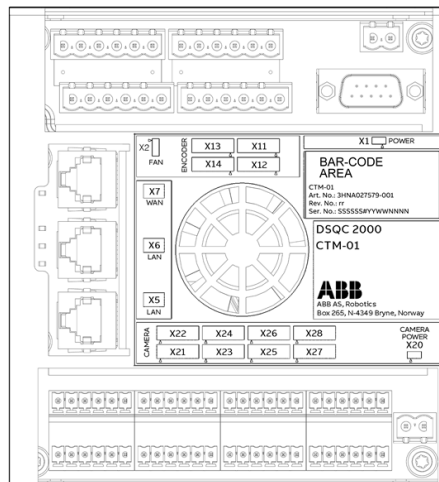 X1 POWER
X2
FAN
ENCODER
X13 X11
X14 X12
BAR-CODE
AREA
CTM-01
Art. No.: 3HNA027579-001
Rev. No.: rr
Ser. No.: SSSSSS#YYWWNNNN
X7
WAN
X6
LAN
X5
LAN
DSQC 2000
CTM-01
ABB
ABB AS, Robotics
Box 265, N-4349 Bryne, Norway
CAMERA
X22 X24 X26 X28
X21 X23 X25 X27
CAMERA
POWER
X20